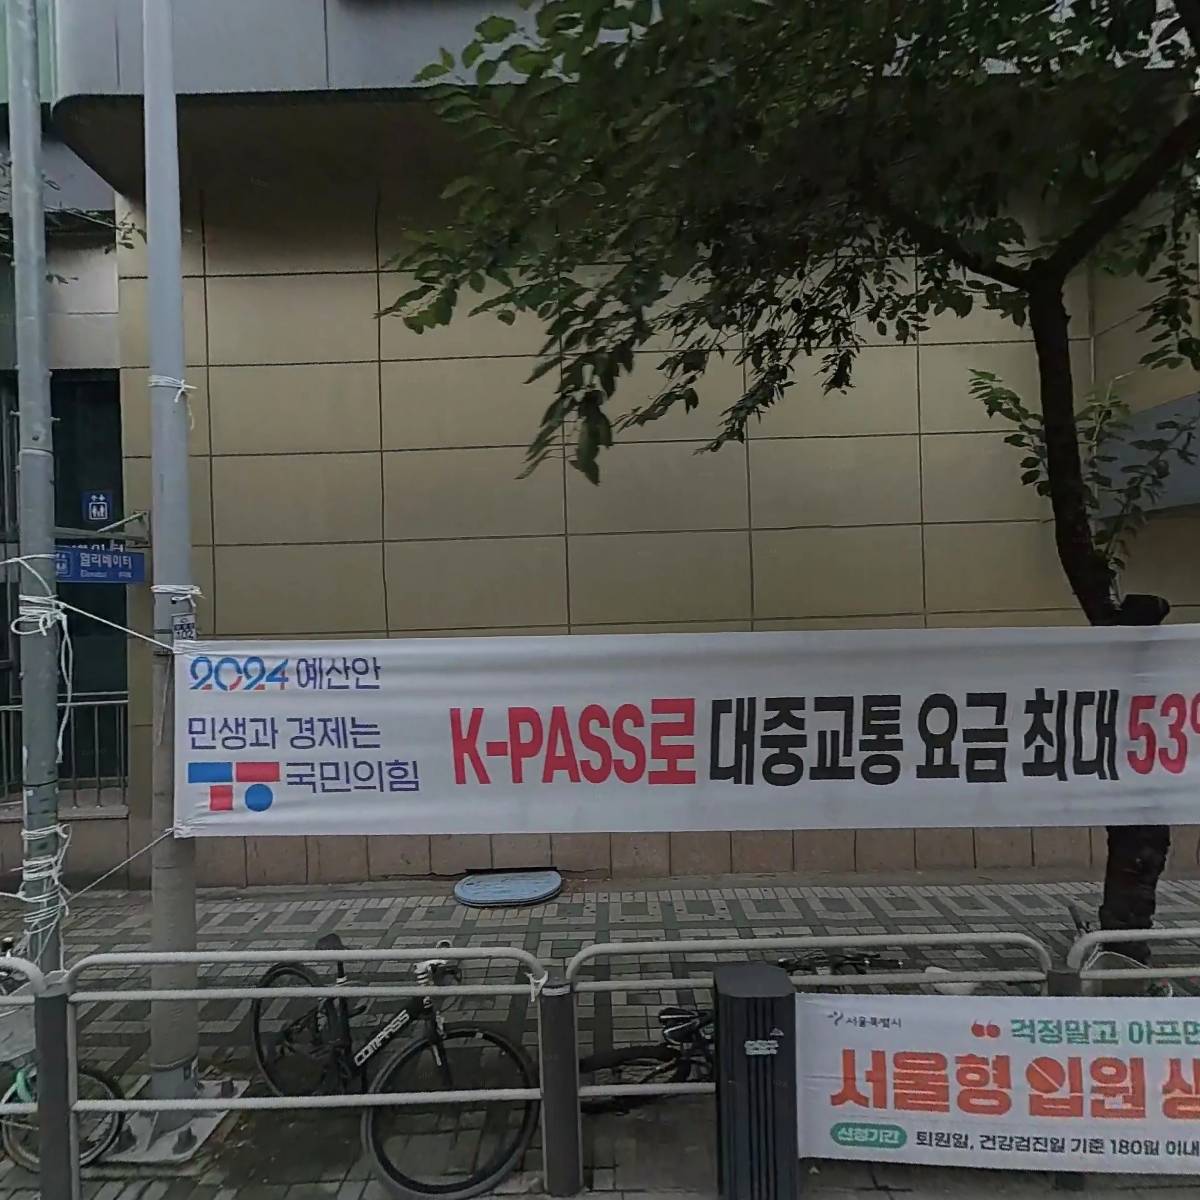 엘리베이터
Elevator
102
2024 예산안
민생과 경제는
국민의힘
K-PASS로 대중교통 요금 최대 53%
COMPASS
서울특별시
“ 걱정말고 아프면
서울형 입원 생
신청기간 퇴원일, 건강검진일 기준 180일 이내